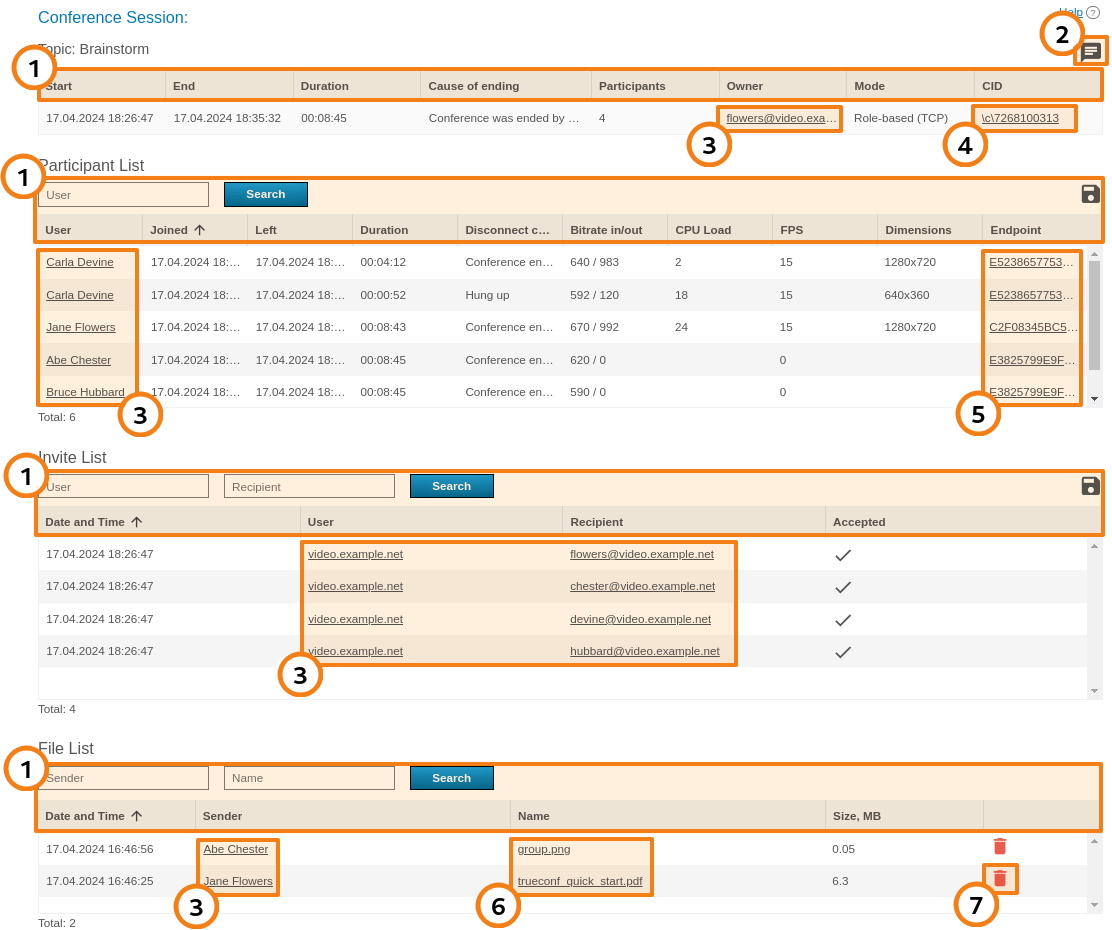 Conference Session:
Help ?
Topic: Brainstorm
2
1
Start End Duration Cause of ending Participants Owner Mode CID
17.04.2024 18:26:47 17.04.2024 18:35:32 00:08:45 Conference was ended by … 4 flowers@video.exa… Role-based (TCP) \c\7268100313
3
4
Participant List
1
User Search
User Joined Left Duration Disconnect c… Bitrate in/out CPU Load FPS Dimensions Endpoint
Carla Devine 17.04.2024 18:… 17.04.2024 18:… 00:04:12 Conference en… 640 / 983 2 15 1280x720 E5238657753…
Carla Devine 17.04.2024 18:… 17.04.2024 18:… 00:00:52 Hung up 592 / 120 18 15 640x360 E5238657753…
Jane Flowers 17.04.2024 18:… 17.04.2024 18:… 00:08:43 Conference en… 670 / 992 24 15 1280x720 C2F08345BC5…
Abe Chester 17.04.2024 18:… 17.04.2024 18:… 00:08:45 Conference en… 620 / 0 0 E3825799E9F…
Bruce Hubbard 17.04.2024 18:… 17.04.2024 18:… 00:08:45 Conference en… 590 / 0 0 E3825799E9F…
3
5
Total: 6
Invite List
1
User Recipient Search
Date and Time User Recipient Accepted
17.04.2024 18:26:47 video.example.net flowers@video.example.net
17.04.2024 18:26:47 video.example.net chester@video.example.net
17.04.2024 18:26:47 video.example.net devine@video.example.net
17.04.2024 18:26:47 video.example.net hubbard@video.example.net
3
Total: 4
File List
1
Sender Name Search
Date and Time Sender Name Size, MB
17.04.2024 16:46:56 Abe Chester group.png 0.05
17.04.2024 16:46:25 Jane Flowers trueconf_quick_start.pdf 6.3
3
6
7
Total: 2